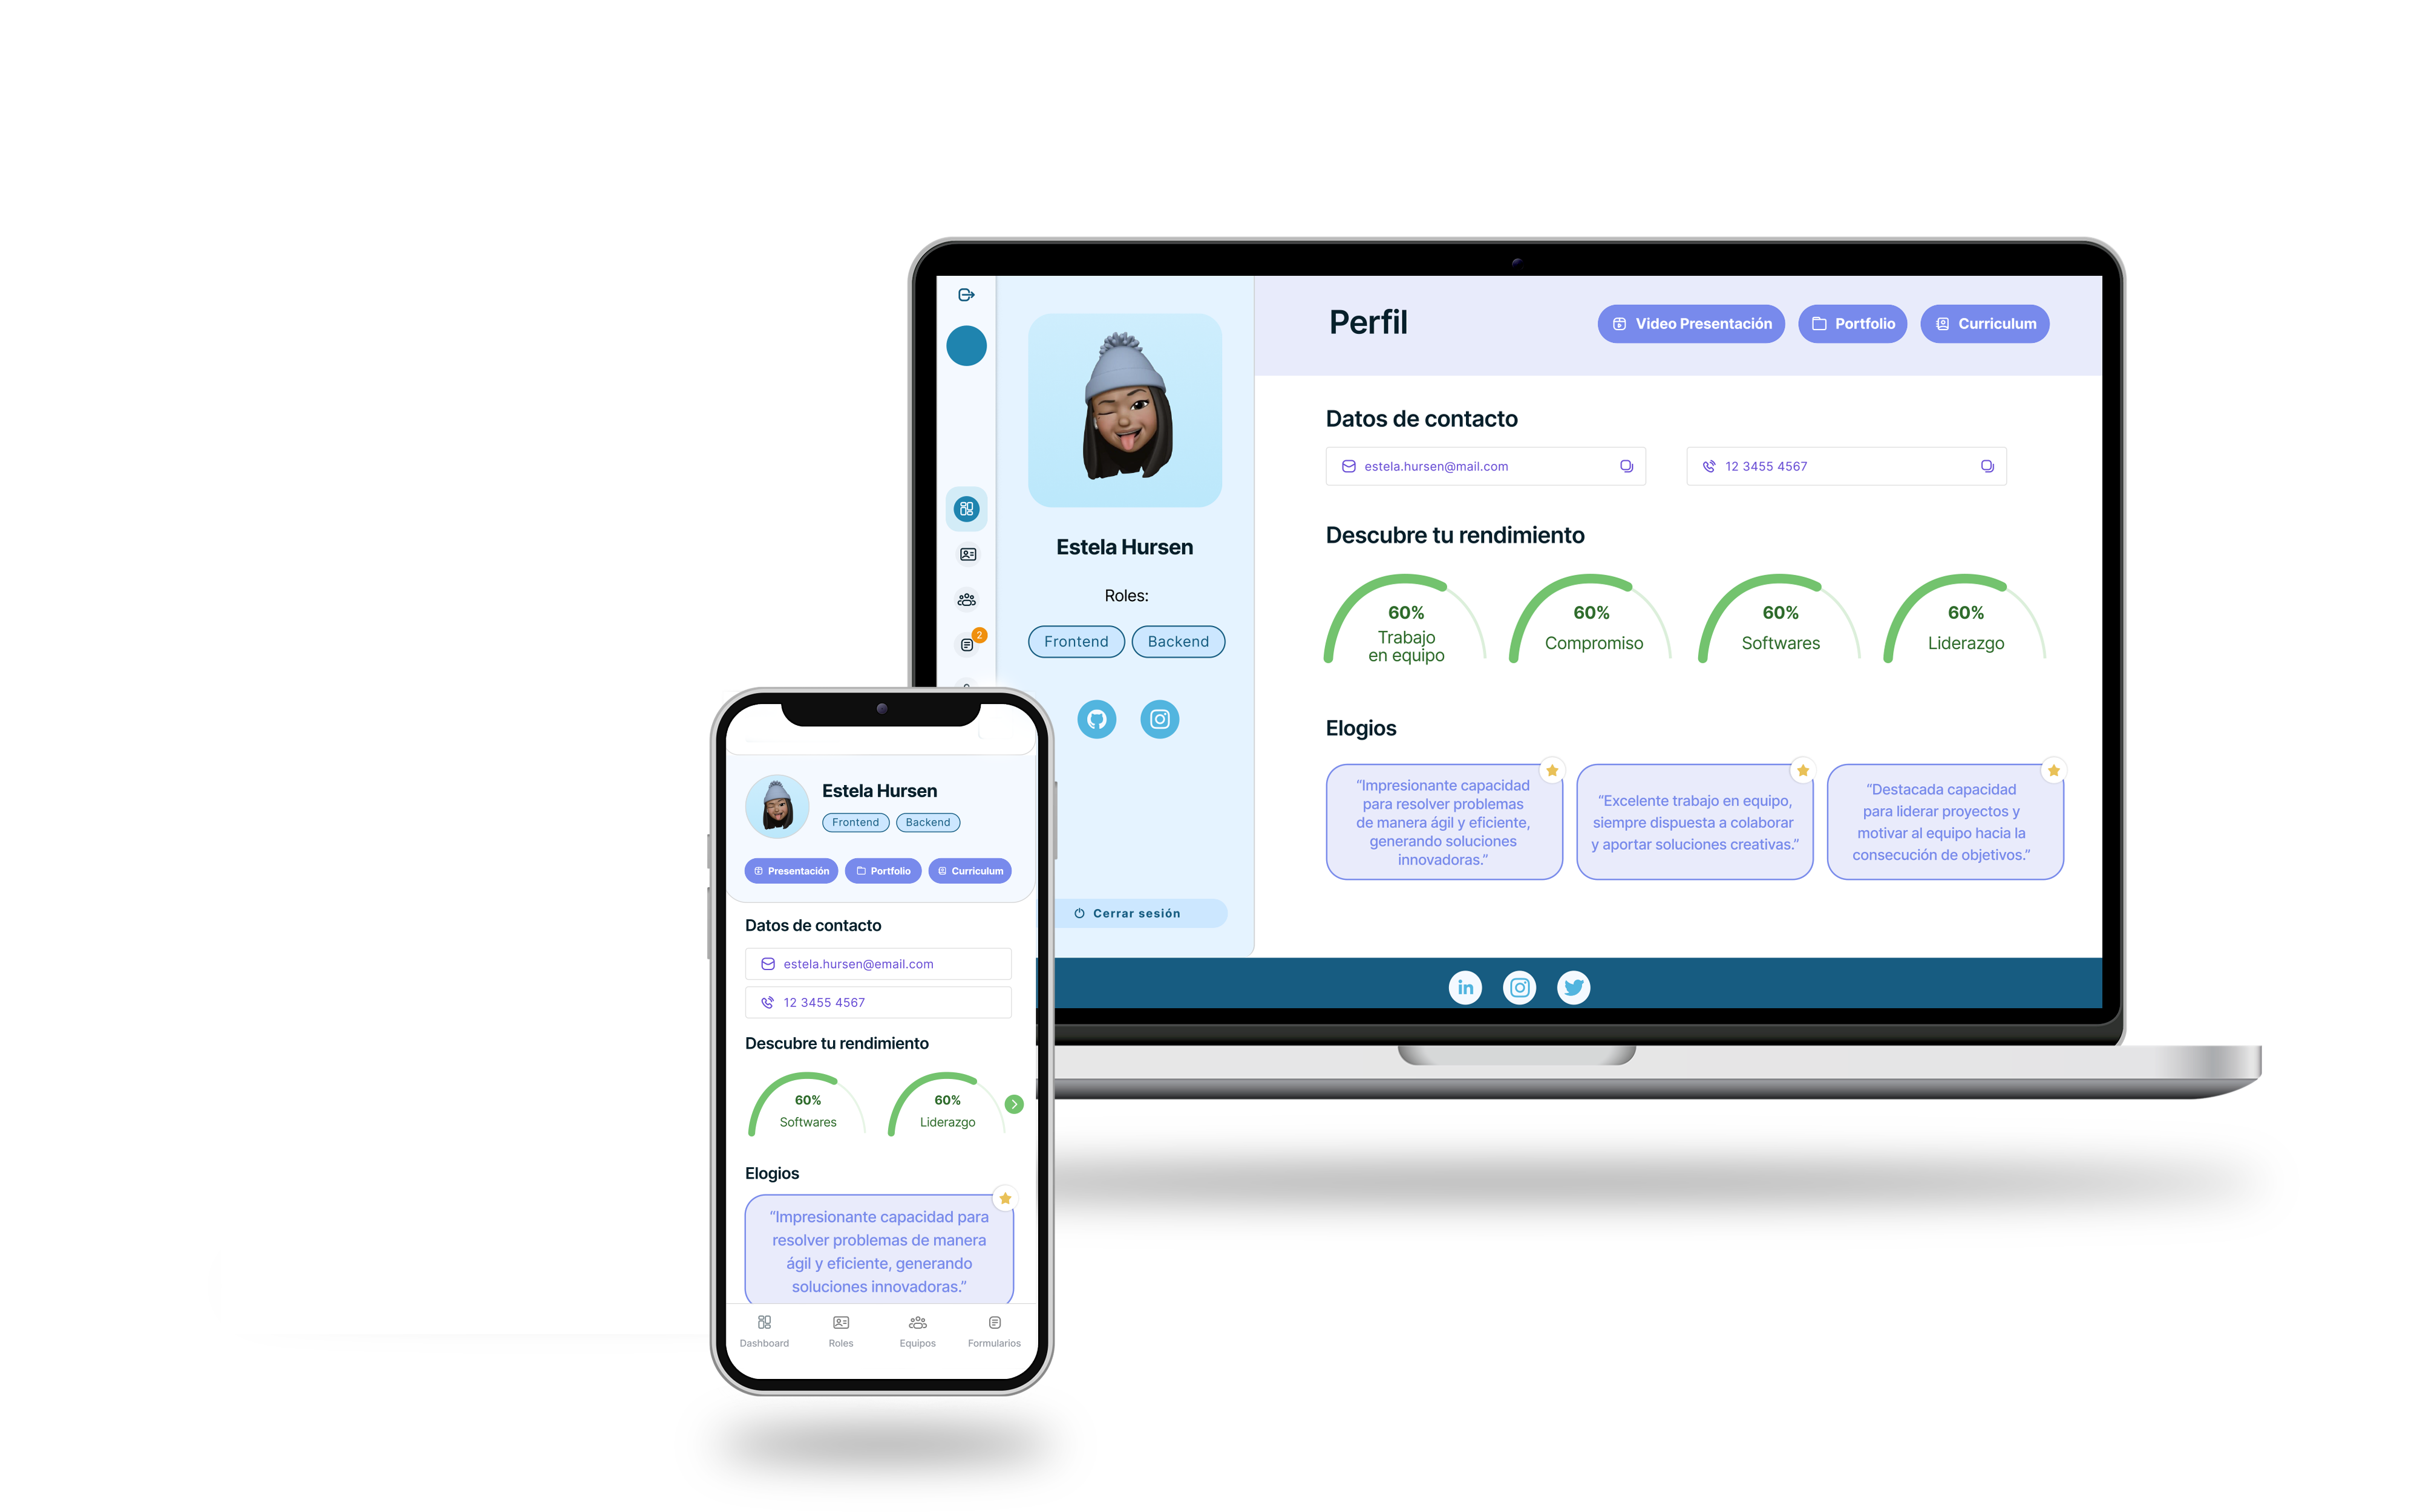 Perfil
Video Presentación
Portfolio
Curriculum
Estela Hursen
Roles:
Frontend
Backend
2
Cerrar sesión
Datos de contacto
estela.hursen@mail.com
12 3455 4567
Descubre tu rendimiento
60%
Trabajo
en equipo
60%
Compromiso
60%
Softwares
60%
Liderazgo
Elogios
“Impresionante capacidad
para resolver problemas
de manera ágil y eficiente,
generando soluciones
innovadoras.”
“Excelente trabajo en equipo,
siempre dispuesta a colaborar
y aportar soluciones creativas.”
“Destacada capacidad
para liderar proyectos y
motivar al equipo hacia la
consecución de objetivos.”
in
Estela Hursen
Frontend
Backend
Presentación
Portfolio
Curriculum
Datos de contacto
estela.hursen@email.com
12 3455 4567
Descubre tu rendimiento
60%
Softwares
60%
Liderazgo
Elogios
“Impresionante capacidad para
resolver problemas de manera
ágil y eficiente, generando
soluciones innovadoras.”
Dashboard
Roles
Equipos
Formularios